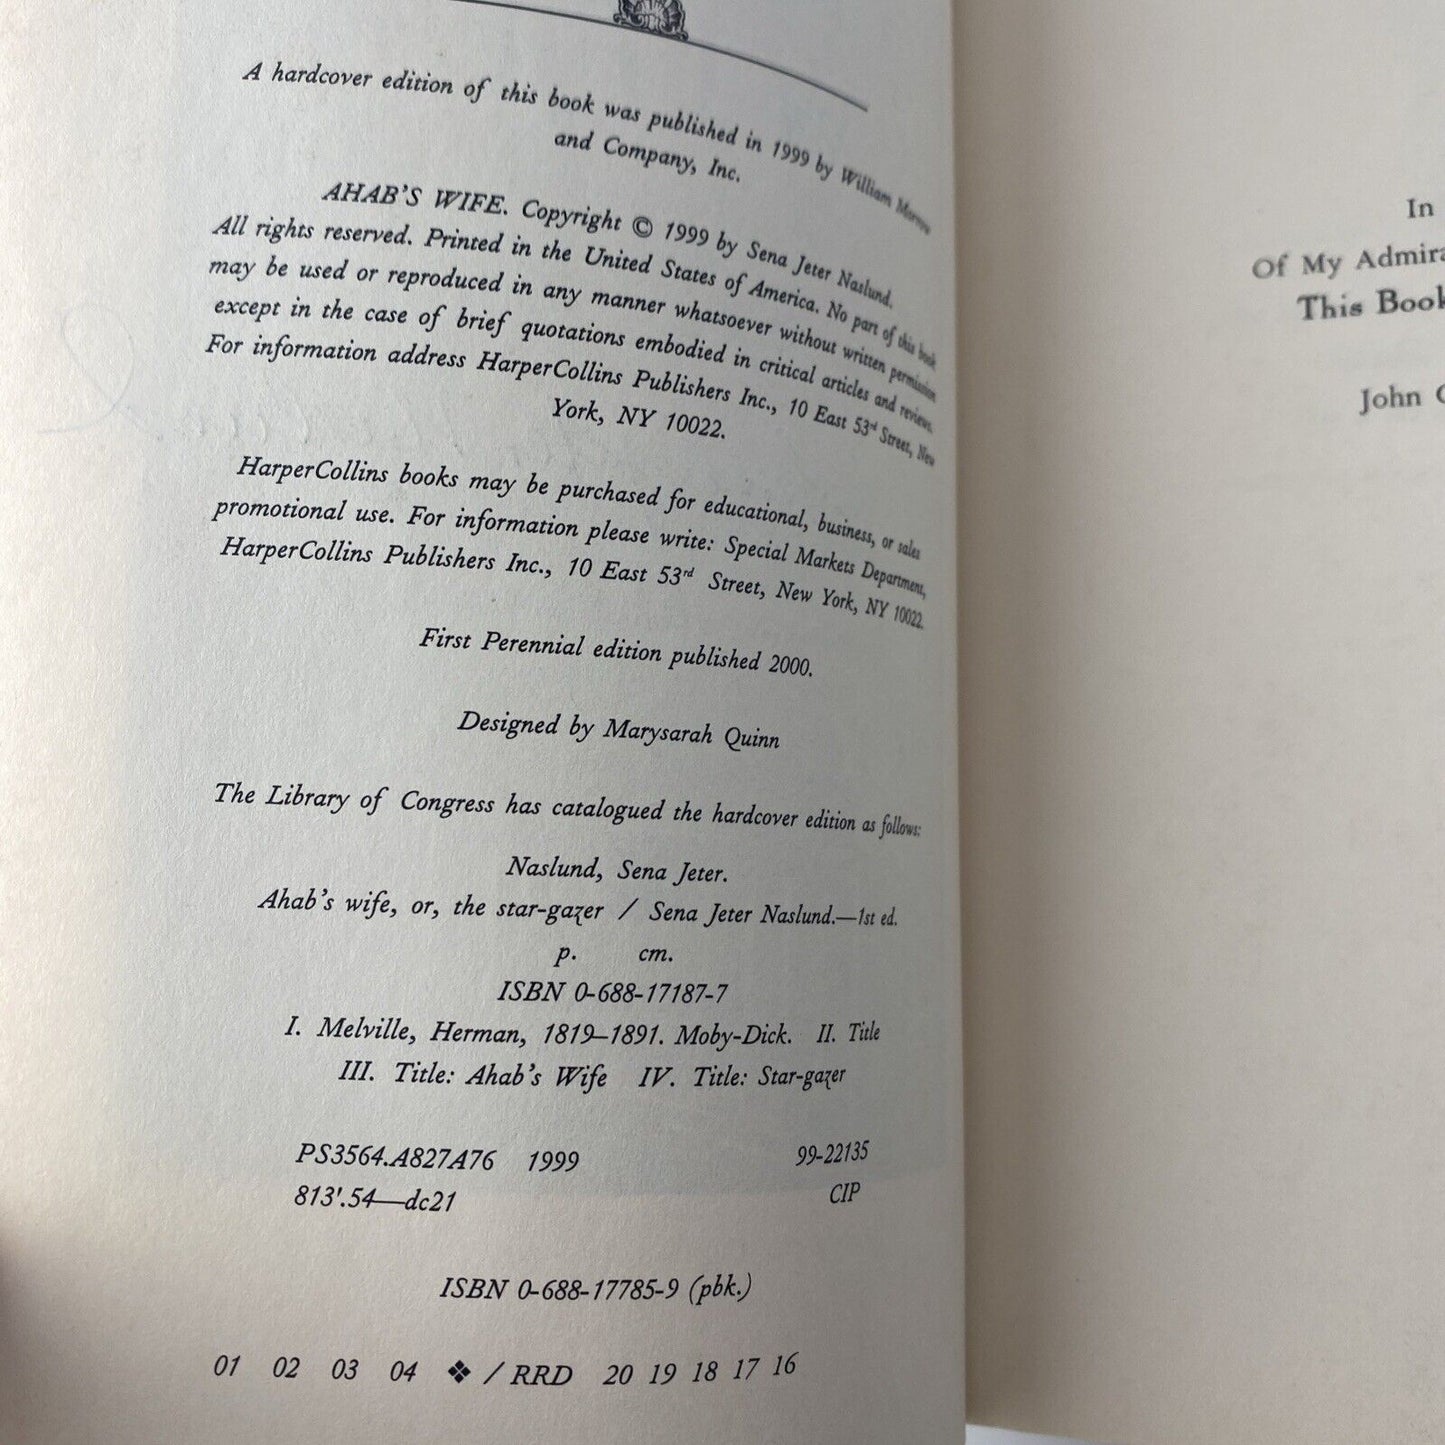 A hardcover edition of this book was published in 1999 by William Morrow
and Company, Inc.
AHAB'S WIFE. Copyright © 1999 by Sena Jeter Naslund.
All rights reserved. Printed in the United States of America. No part of this book
may be used or reproduced in any manner whatsoever without written permission
except in the case of brief quotations embodied in critical articles and reviews.
For information address HarperCollins Publishers Inc., 10 East 53rd Street, New
York, NY 10022.
HarperCollins books may be purchased for educational, business, or sales
promotional use. For information please write: Special Markets Department,
HarperCollins Publishers Inc., 10 East 53rd Street, New York, NY 10022.
First Perennial edition published 2000.
Designed by Marysarah Quinn
The Library of Congress has catalogued the hardcover edition as follows:
Naslund, Sena Jeter.
Ahab's wife, or, the star-gazer / Sena Jeter Naslund.—1st ed.
p. cm.
ISBN 0-688-17187-7
I. Melville, Herman, 1819–1891. Moby-Dick. II. Title
III. Title: Ahab's Wife IV. Title: Star-gazer
PS3564.A827A76 1999 99-22135
813'.54—dc21 CIP
ISBN 0-688-17785-9 (pbk.)
01 02 03 04 ❖ / RRD 20 19 18 17 16
In
Of My Admira
This Book
John